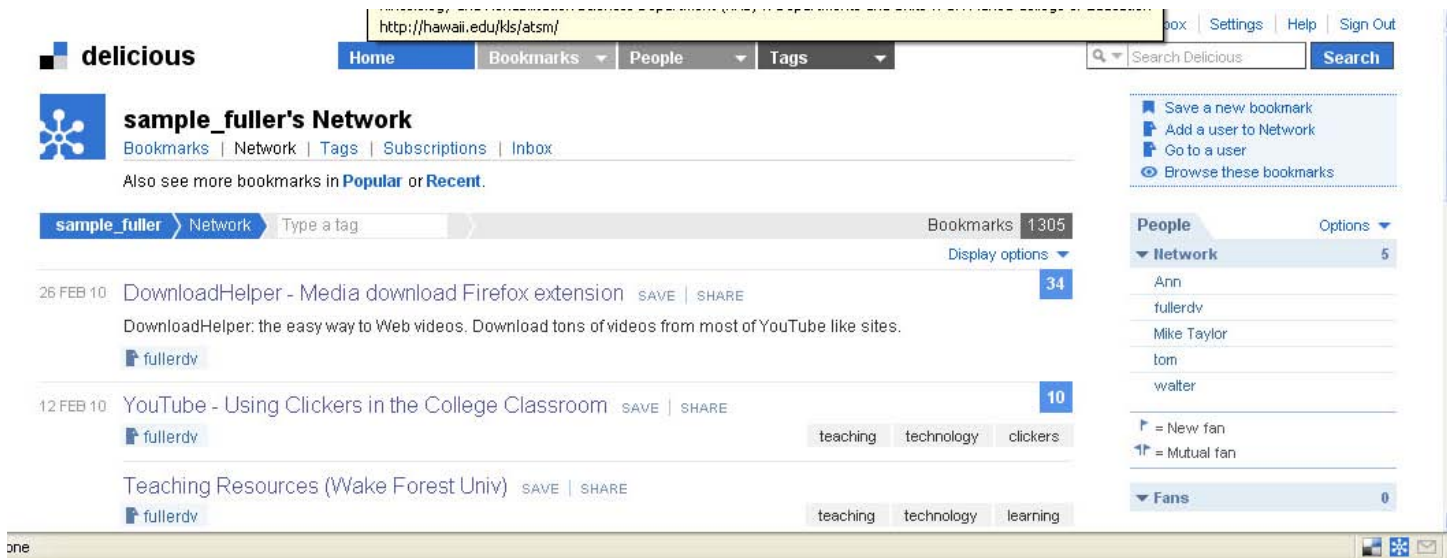 http://hawaii.edu/kls/atsm/
Settings | Help | Sign Out
delicious
Home Bookmarks People Tags
Search Delicious Search
sample_fuller's Network
Bookmarks | Network | Tags | Subscriptions | Inbox
Also see more bookmarks in Popular or Recent.
Save a new bookmark
Add a user to Network
Go to a user
Browse these bookmarks
sample_fuller Network Type a tag Bookmarks 1305
Display options
26 FEB 10 DownloadHelper - Media download Firefox extension SAVE | SHARE 34
DownloadHelper: the easy way to Web videos. Download tons of videos from most of YouTube like sites.
fullerdv
12 FEB 10 YouTube - Using Clickers in the College Classroom SAVE | SHARE 10
fullerdv teaching technology clickers
Teaching Resources (Wake Forest Univ) SAVE | SHARE
fullerdv teaching technology learning
People Options
Network 5
Ann
fullerdv
Mike Taylor
tom
walter
= New fan
= Mutual fan
Fans 0